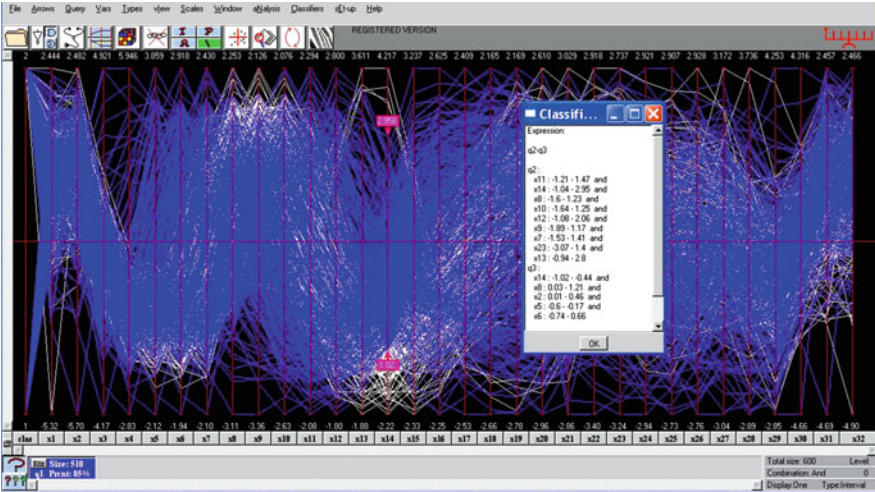 File Arrows Query Vars Types vIew Scales Window aNalysis Classifiers sEt-up Help
REGISTERED VERSION
2 2.444 2.482 4.921 5.946 3.859 2.918 2.430 2.253 2.126 2.076 2.294 2.800 3.611 4.217 3.237 2.625 2.409 2.165 2.169 2.610 3.029 2.918 2.737 2.921 2.907 2.928 3.172 3.736 4.253 4.316 2.457 2.466
2.958
Classifi...
Expression:
q2-q3
q2 :
x11 : -1.21 - 1.47 and
x14 : -1.04 - 2.95 and
x8 : -1.6 - 1.23 and
x10 : -1.64 - 1.25 and
x12 : -1.08 - 2.06 and
x9 : -1.89 - 1.17 and
x7 : -1.53 - 1.41 and
x23 : -3.07 - 1.4 and
x13 : -0.94 - 2.8
q3 :
x14 : -1.02 - -0.44 and
x8 : 0.03 - 1.21 and
x2 : 0.01 - 0.46 and
x5 : -0.6 - -0.17 and
x6 : -0.74 - 0.66
OK
-1.02
1 -5.32 -5.70 -4.17 -2.83 -2.12 -1.94 -2.10 -3.11 -3.36 -2.63 -2.08 -1.80 -1.88 -2.22 -2.33 -2.25 -2.53 -2.66 -2.78 -2.96 -2.86 -3.40 -3.24 -2.94 -2.73 -2.76 -3.04 -2.89 -2.85 -4.66 -4.69 -4.90
clas x1 x2 x3 x4 x5 x6 x7 x8 x9 x10 x11 x12 x13 x14 x15 x16 x17 x18 x19 x20 x21 x22 x23 x24 x25 x26 x27 x28 x29 x30 x31 x32
Size: 510
q1 Prcnt: 85%
Total size: 600 Level
Combination: And 0
Display:One Type:Interval